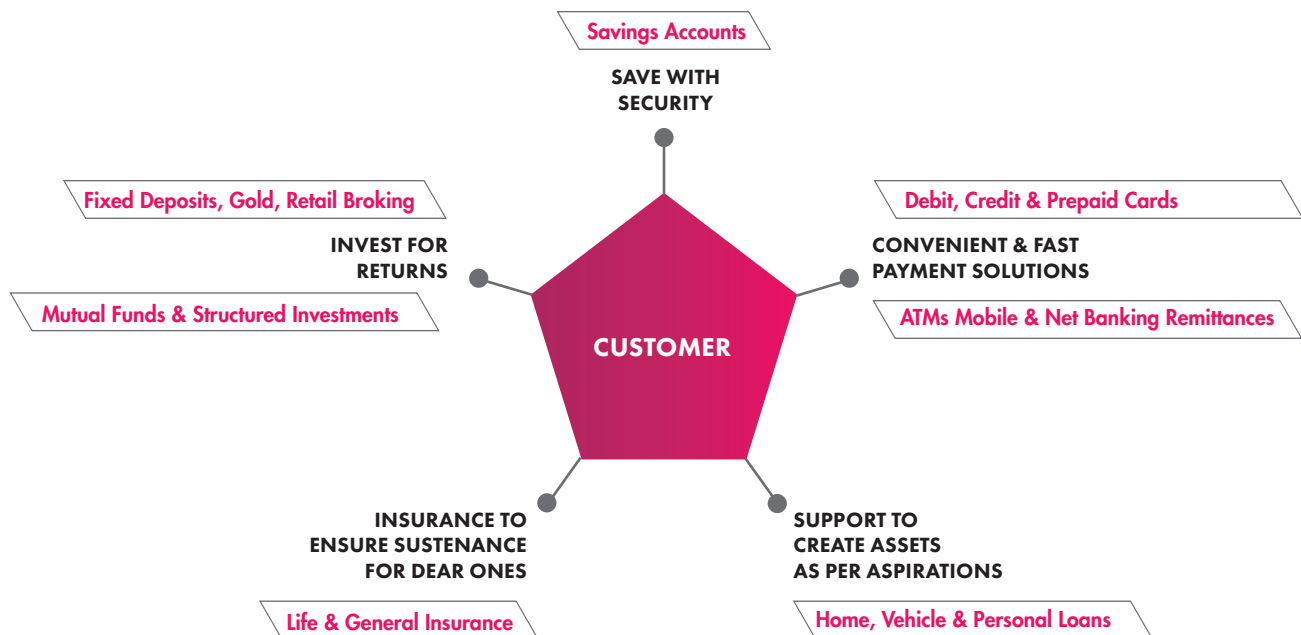 Savings Accounts
SAVE WITH
SECURITY
Fixed Deposits, Gold, Retail Broking
INVEST FOR
RETURNS
Mutual Funds & Structured Investments
Debit, Credit & Prepaid Cards
CONVENIENT & FAST
PAYMENT SOLUTIONS
ATMs Mobile & Net Banking Remittances
CUSTOMER
INSURANCE TO
ENSURE SUSTENANCE
FOR DEAR ONES
Life & General Insurance
SUPPORT TO
CREATE ASSETS
AS PER ASPIRATIONS
Home, Vehicle & Personal Loans